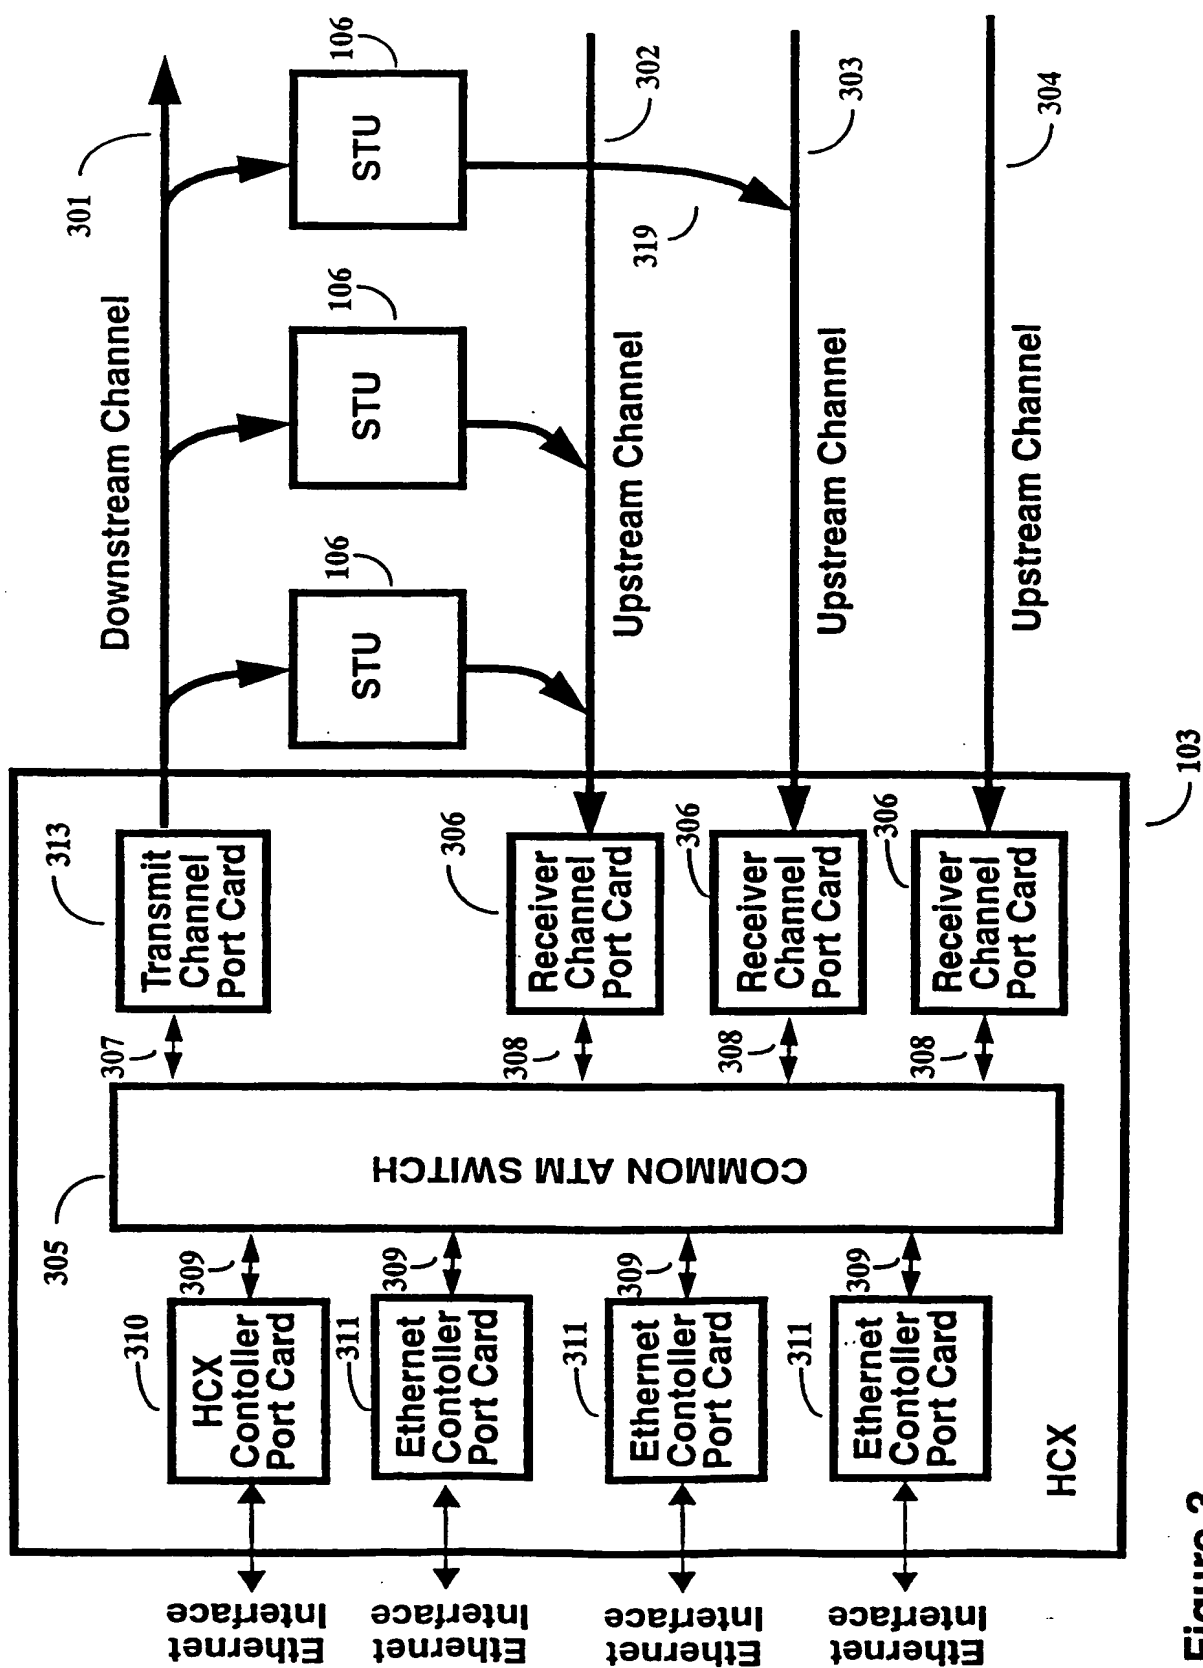 301
Downstream Channel
106
106
106
STU
STU
STU
302
Upstream Channel
319
303
Upstream Channel
304
Upstream Channel
313
Transmit
Channel
Port Card
306
Receiver
Channel
Port Card
306
Receiver
Channel
Port Card
306
Receiver
Channel
Port Card
103
307
308
308
308
305
COMMON ATM SWITCH
309
309
309
309
310
HCX
Contoller
Port Card
311
Ethernet
Contoller
Port Card
311
Ethernet
Contoller
Port Card
311
Ethernet
Contoller
Port Card
HCX
Ethernet
Interface
Ethernet
Interface
Ethernet
Interface
Ethernet
Interface
Figure 3